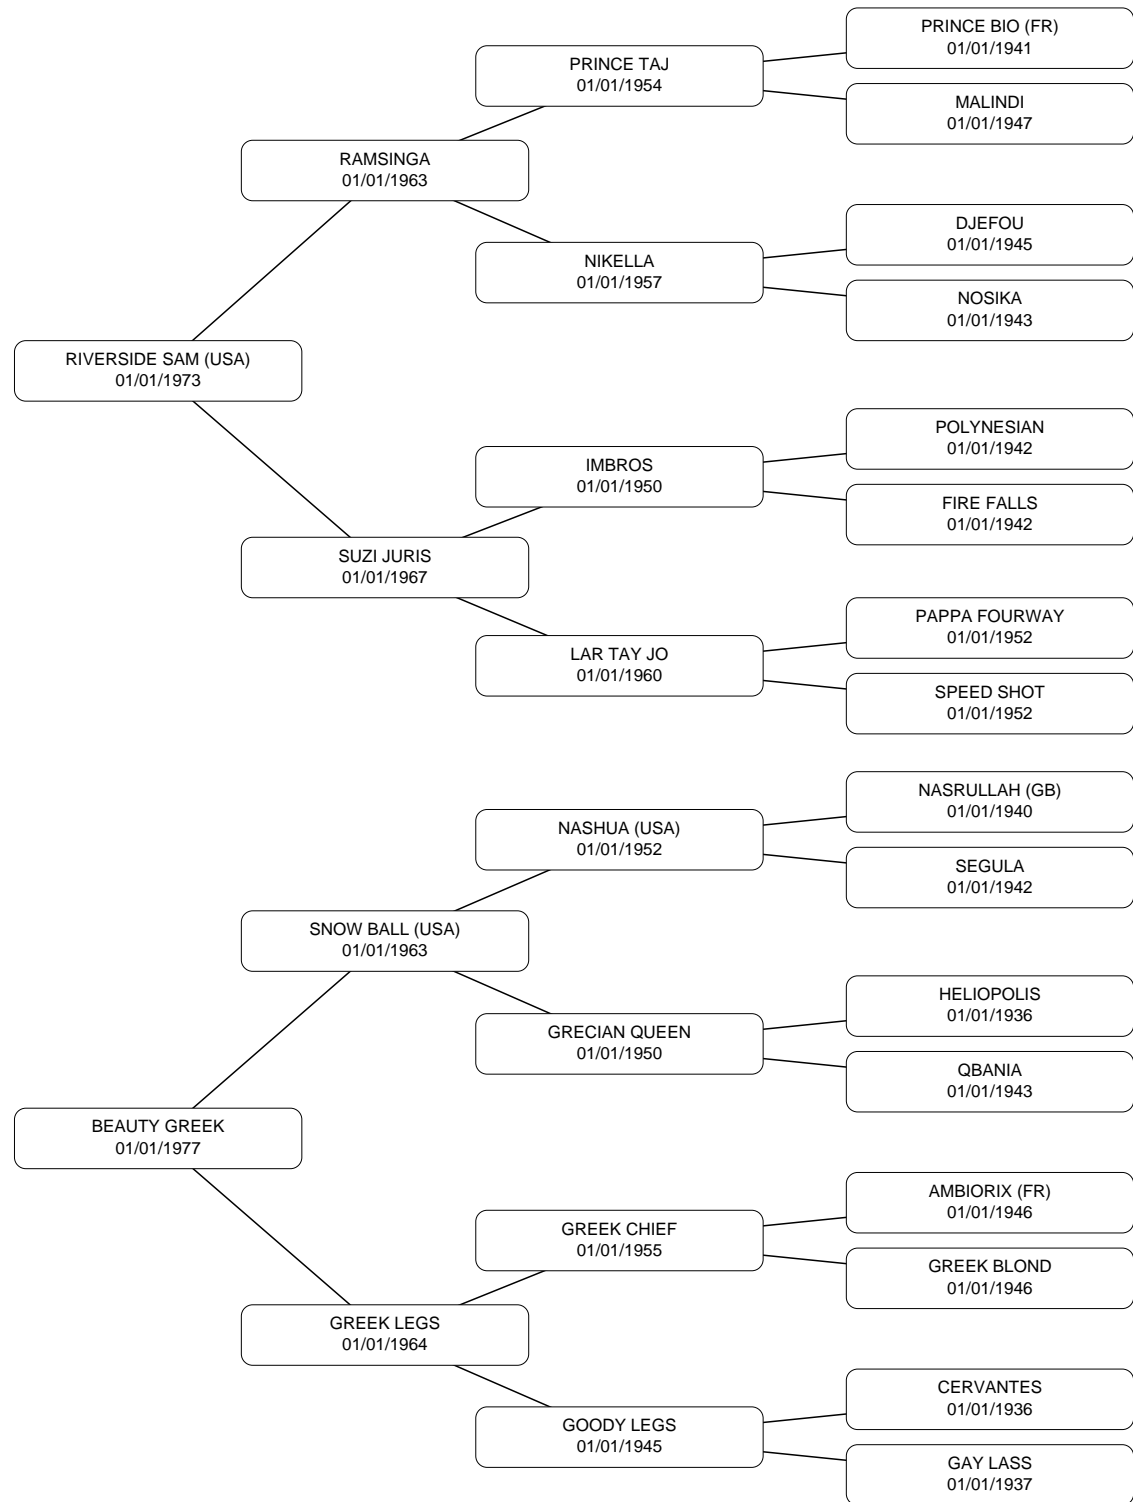 PRINCE BIO (FR)
01/01/1941
PRINCE TAJ
01/01/1954
MALINDI
01/01/1947
RAMSINGA
01/01/1963
DJEFOU
01/01/1945
NIKELLA
01/01/1957
NOSIKA
01/01/1943
RIVERSIDE SAM (USA)
01/01/1973
POLYNESIAN
01/01/1942
IMBROS
01/01/1950
FIRE FALLS
01/01/1942
SUZI JURIS
01/01/1967
PAPPA FOURWAY
01/01/1952
LAR TAY JO
01/01/1960
SPEED SHOT
01/01/1952
NASRULLAH (GB)
01/01/1940
NASHUA (USA)
01/01/1952
SEGULA
01/01/1942
SNOW BALL (USA)
01/01/1963
HELIOPOLIS
01/01/1936
GRECIAN QUEEN
01/01/1950
QBANIA
01/01/1943
BEAUTY GREEK
01/01/1977
AMBIORIX (FR)
01/01/1946
GREEK CHIEF
01/01/1955
GREEK BLOND
01/01/1946
GREEK LEGS
01/01/1964
CERVANTES
01/01/1936
GOODY LEGS
01/01/1945
GAY LASS
01/01/1937